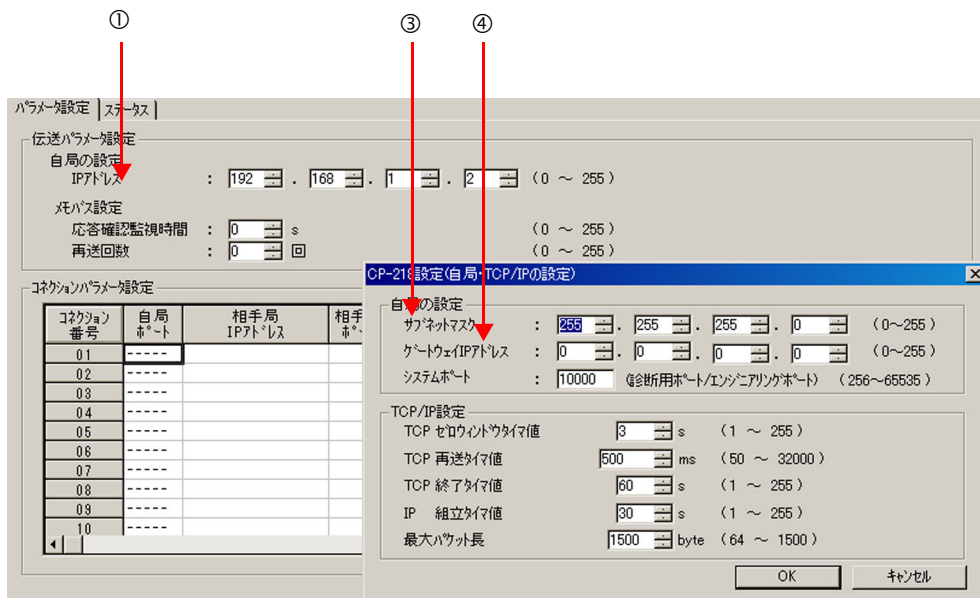 ① ③ ④
パラメータ設定 ステータス
伝送パラメータ設定
自局の設定
IPアドレス : 192 . 168 . 1 . 2 (0 ～ 255)
メモバス設定
応答確認監視時間 : 0 s (0 ～ 255)
再送回数 : 0 回 (0 ～ 255)
コネクションパラメータ設定
コネクション番号 自局ポート 相手局IPアドレス 相手
01 -----
02 -----
03 -----
04 -----
05 -----
06 -----
07 -----
08 -----
09 -----
10 -----
CP-218設定(自局・TCP/IPの設定)
自局の設定
サブネットマスク : 255 . 255 . 255 . 0 (0～255)
ゲートウェイIPアドレス : 0 . 0 . 0 . 0 (0～255)
システムポート : 10000 (診断用ポート/エンジニアリングポート) (256～65535)
TCP/IP設定
TCP ゼロウィンドウタイマ値 3 s (1 ～ 255)
TCP 再送タイマ値 500 ms (50 ～ 32000)
TCP 終了タイマ値 60 s (1 ～ 255)
IP 組立タイマ値 30 s (1 ～ 255)
最大パケット長 1500 byte (64 ～ 1500)
OK キャンセル